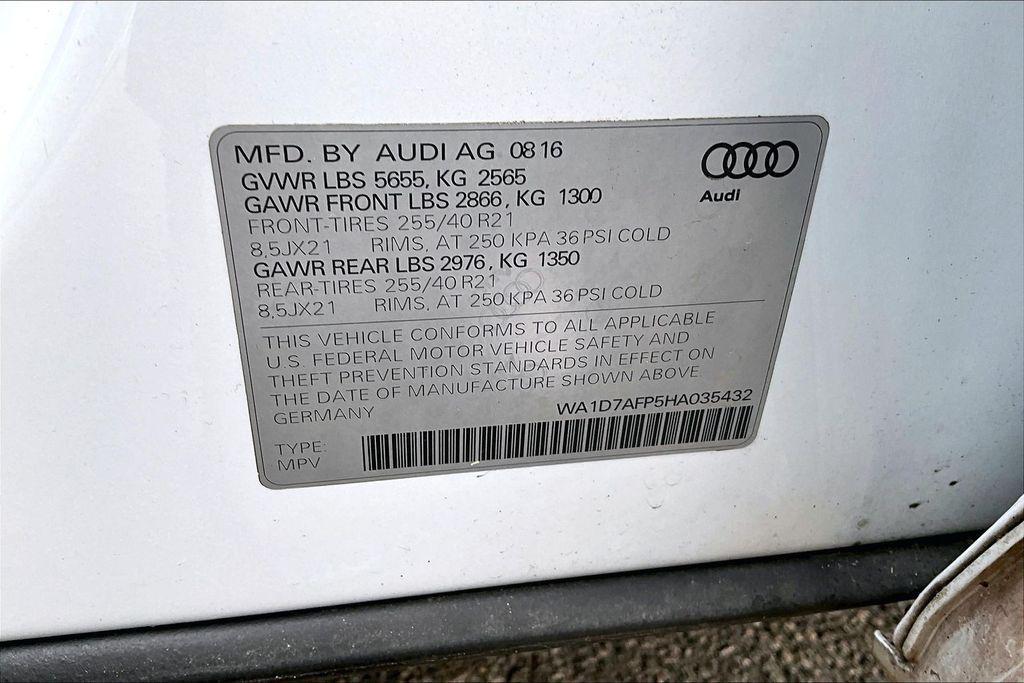 MFD. BY AUDI AG 08 16
GVWR LBS 5655, KG 2565
GAWR FRONT LBS 2866, KG 1300
FRONT-TIRES 255/40 R21
8,5JX21 RIMS, AT 250 KPA 36 PSI COLD
GAWR REAR LBS 2976, KG 1350
REAR-TIRES 255/40 R21
8,5JX21 RIMS, AT 250 KPA 36 PSI COLD
Audi
THIS VEHICLE CONFORMS TO ALL APPLICABLE
U.S. FEDERAL MOTOR VEHICLE SAFETY AND
THEFT PREVENTION STANDARDS IN EFFECT ON
THE DATE OF MANUFACTURE SHOWN ABOVE
GERMANY WA1D7AFP5HA035432
TYPE:
MPV